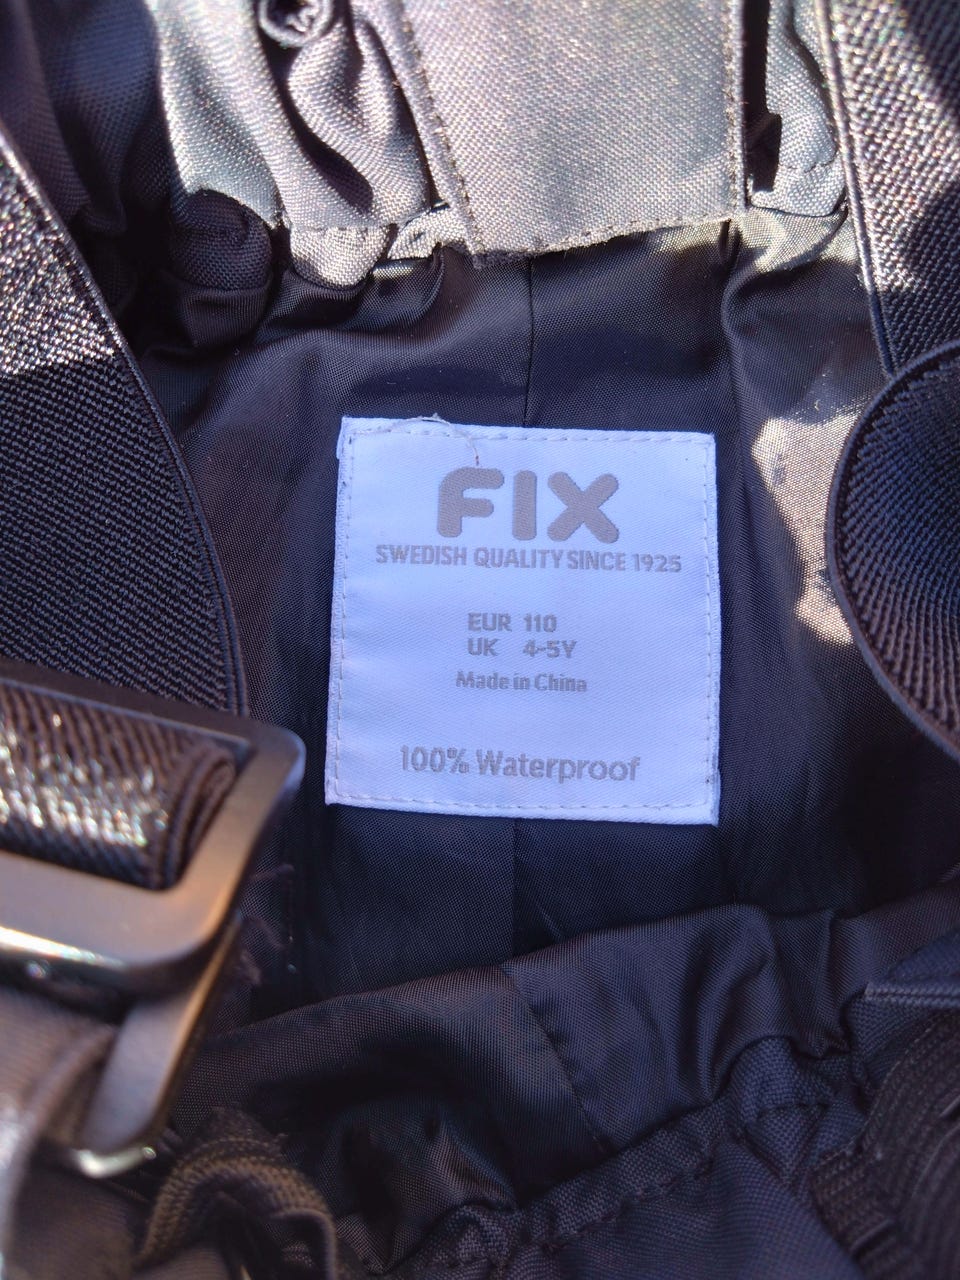 FIX
SWEDISH QUALITY SINCE 1925
EUR 110
UK 4-5Y
Made in China
100% Waterproof